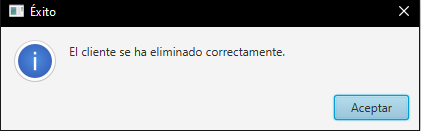 Éxito
El cliente se ha eliminado correctamente.
Aceptar